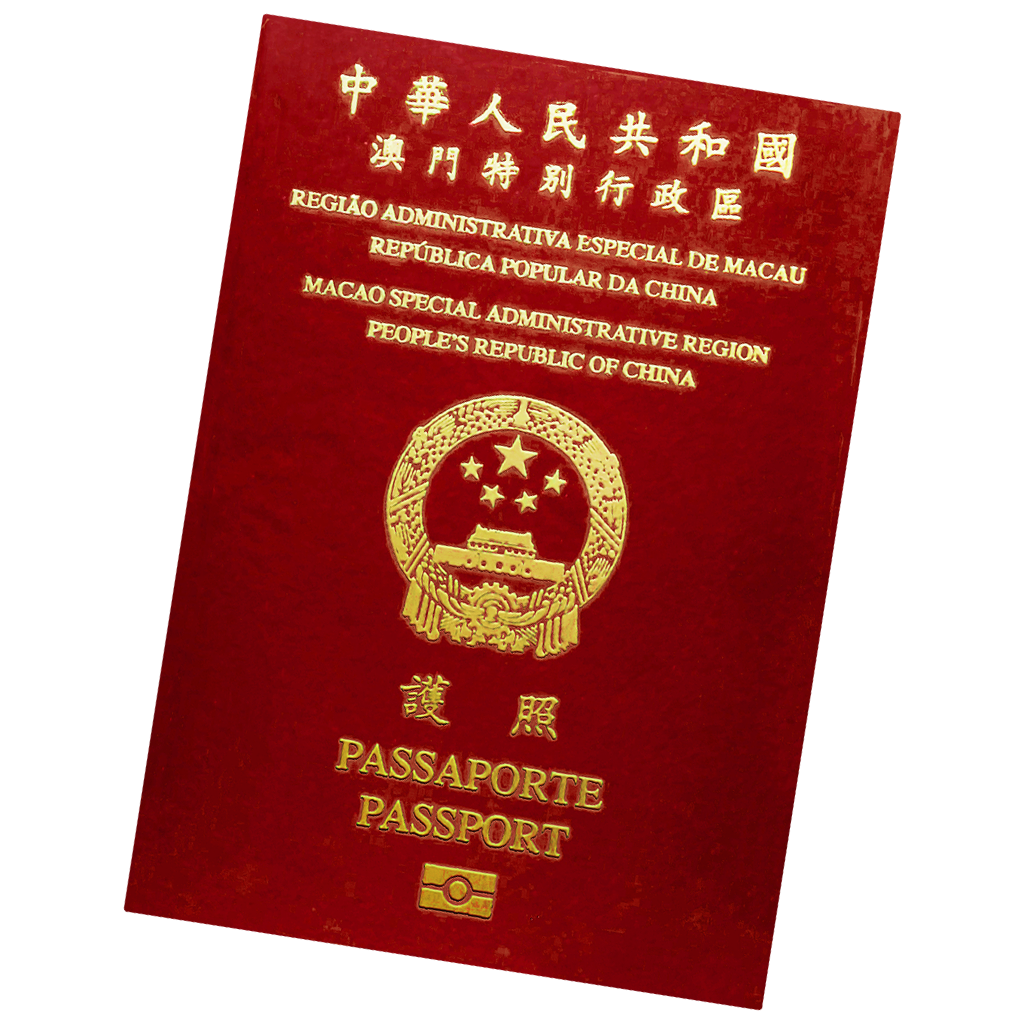 中華人民共和國
澳門特別行政區
REGIÃO ADMINISTRATIVA ESPECIAL DE MACAU
REPÚBLICA POPULAR DA CHINA
MACAO SPECIAL ADMINISTRATIVE REGION
PEOPLE'S REPUBLIC OF CHINA
護照
PASSAPORTE
PASSPORT